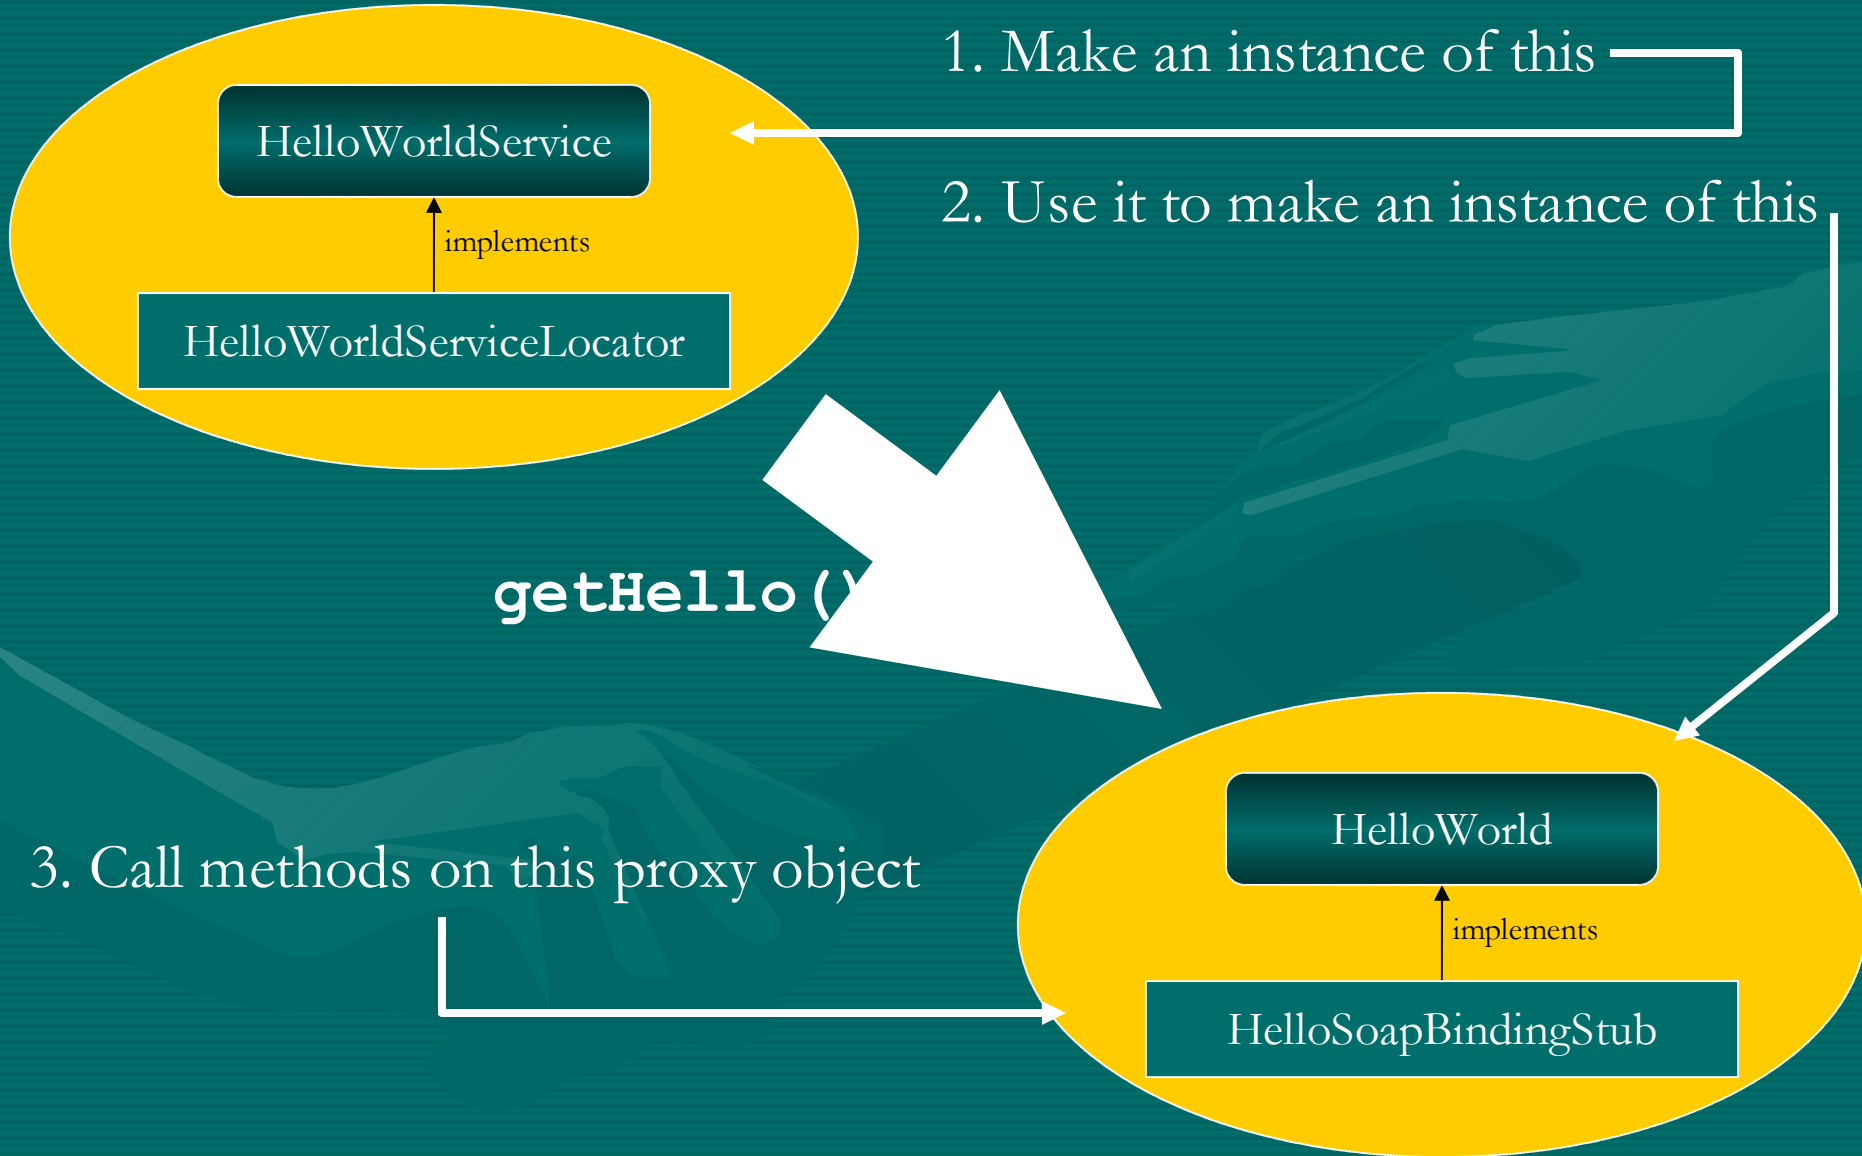 1. Make an instance of this
HelloWorldService
2. Use it to make an instance of this
implements
HelloWorldServiceLocator
getHello()
HelloWorld
3. Call methods on this proxy object
implements
HelloSoapBindingStub